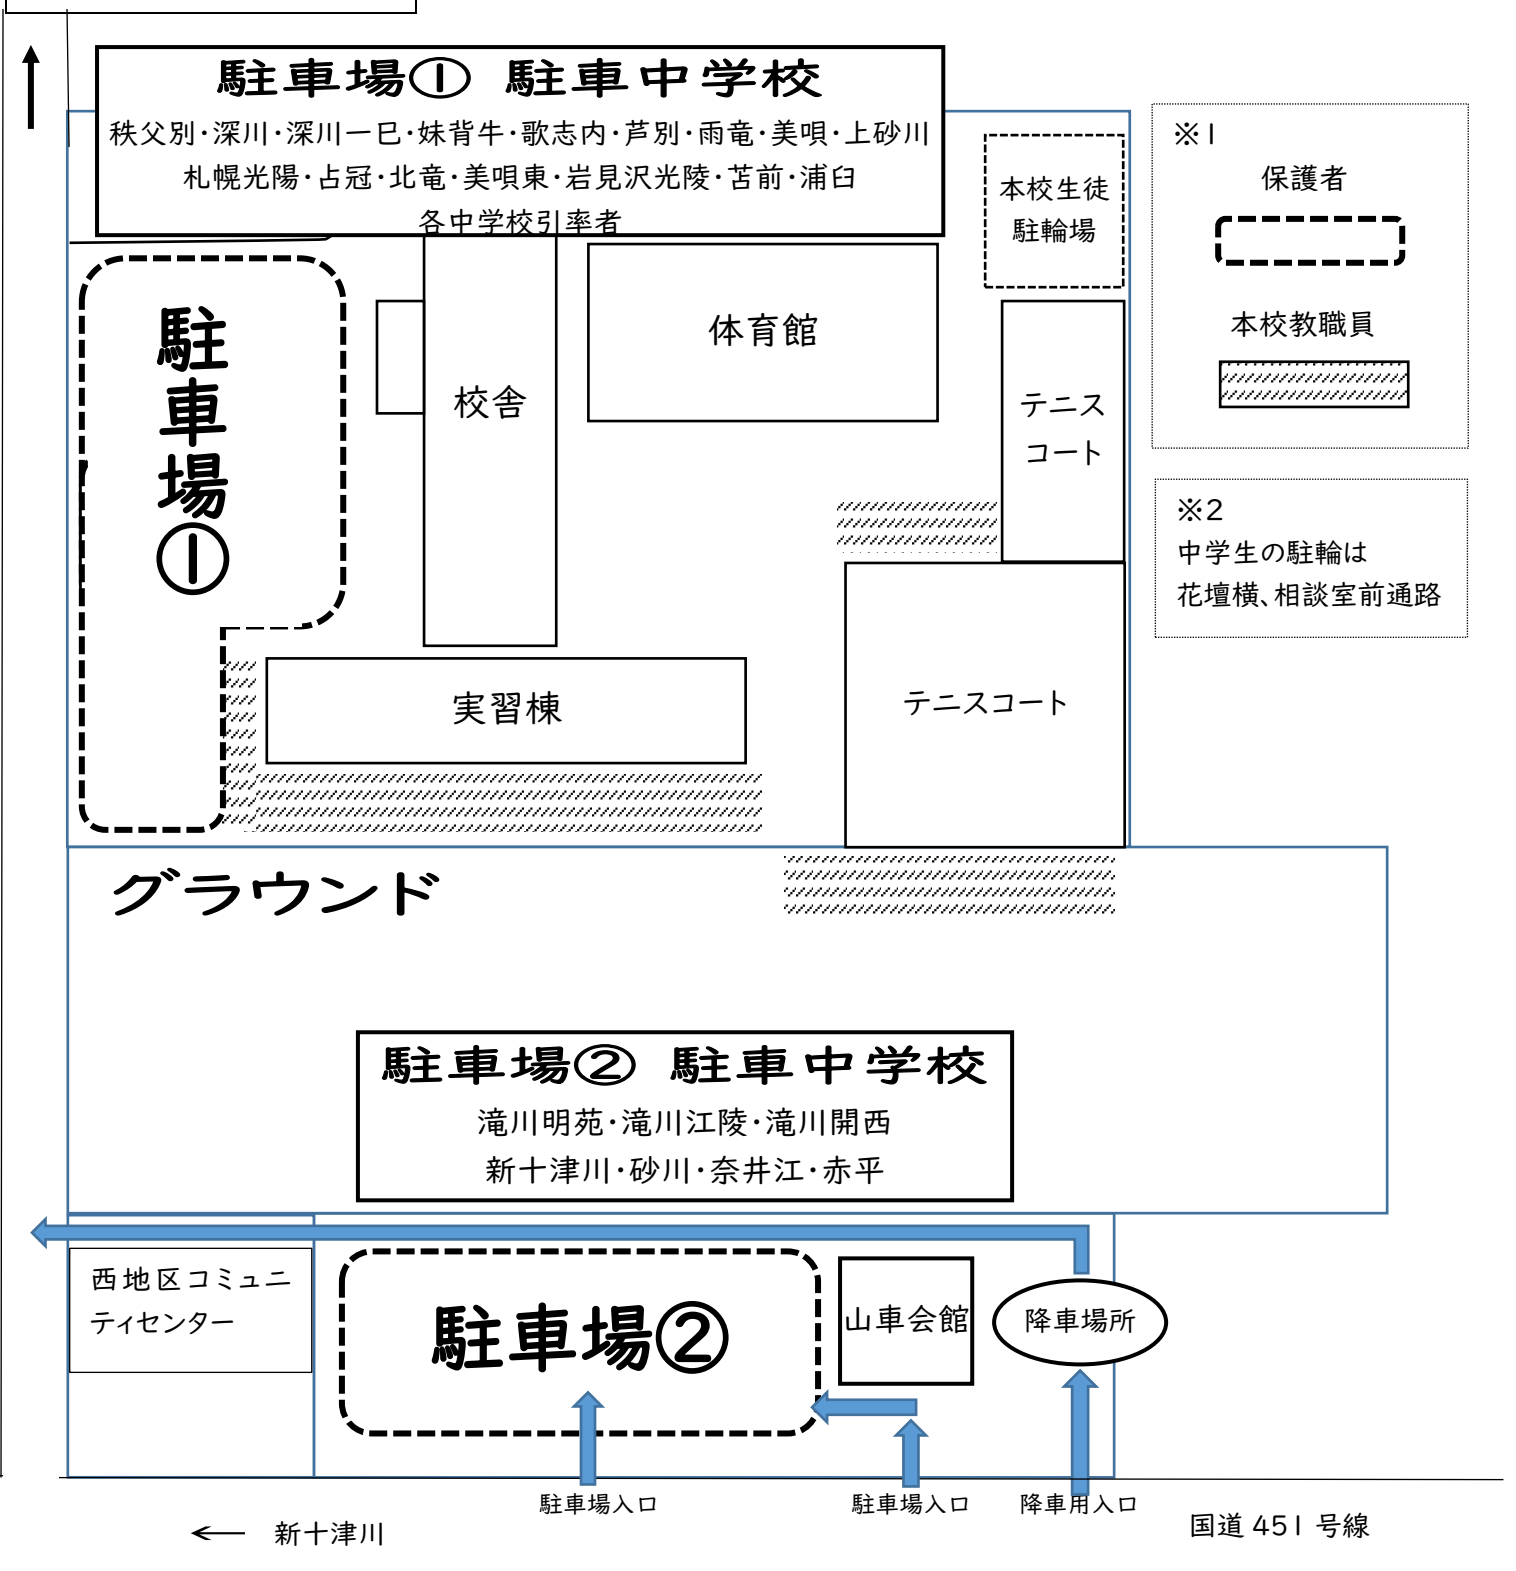 駐車場① 駐車中学校
秩父別・深川・深川一已・妹背牛・歌志内・芦別・雨竜・美唄・上砂川
札幌光陽・占冠・北竜・美唄東・岩見沢光陵・苫前・浦臼
各中学校引率者
本校生徒
駐輪場
※1
保護者
本校教職員
駐車場①
校舎
体育館
テニス
コート
※2
中学生の駐輪は
花壇横、相談室前通路
実習棟
テニスコート
グラウンド
駐車場② 駐車中学校
滝川明苑・滝川江陵・滝川開西
新十津川・砂川・奈井江・赤平
西地区コミュニ
ティセンター
駐車場②
山車会館
降車場所
駐車場入口
駐車場入口
降車用入口
← 新十津川
国道 451 号線